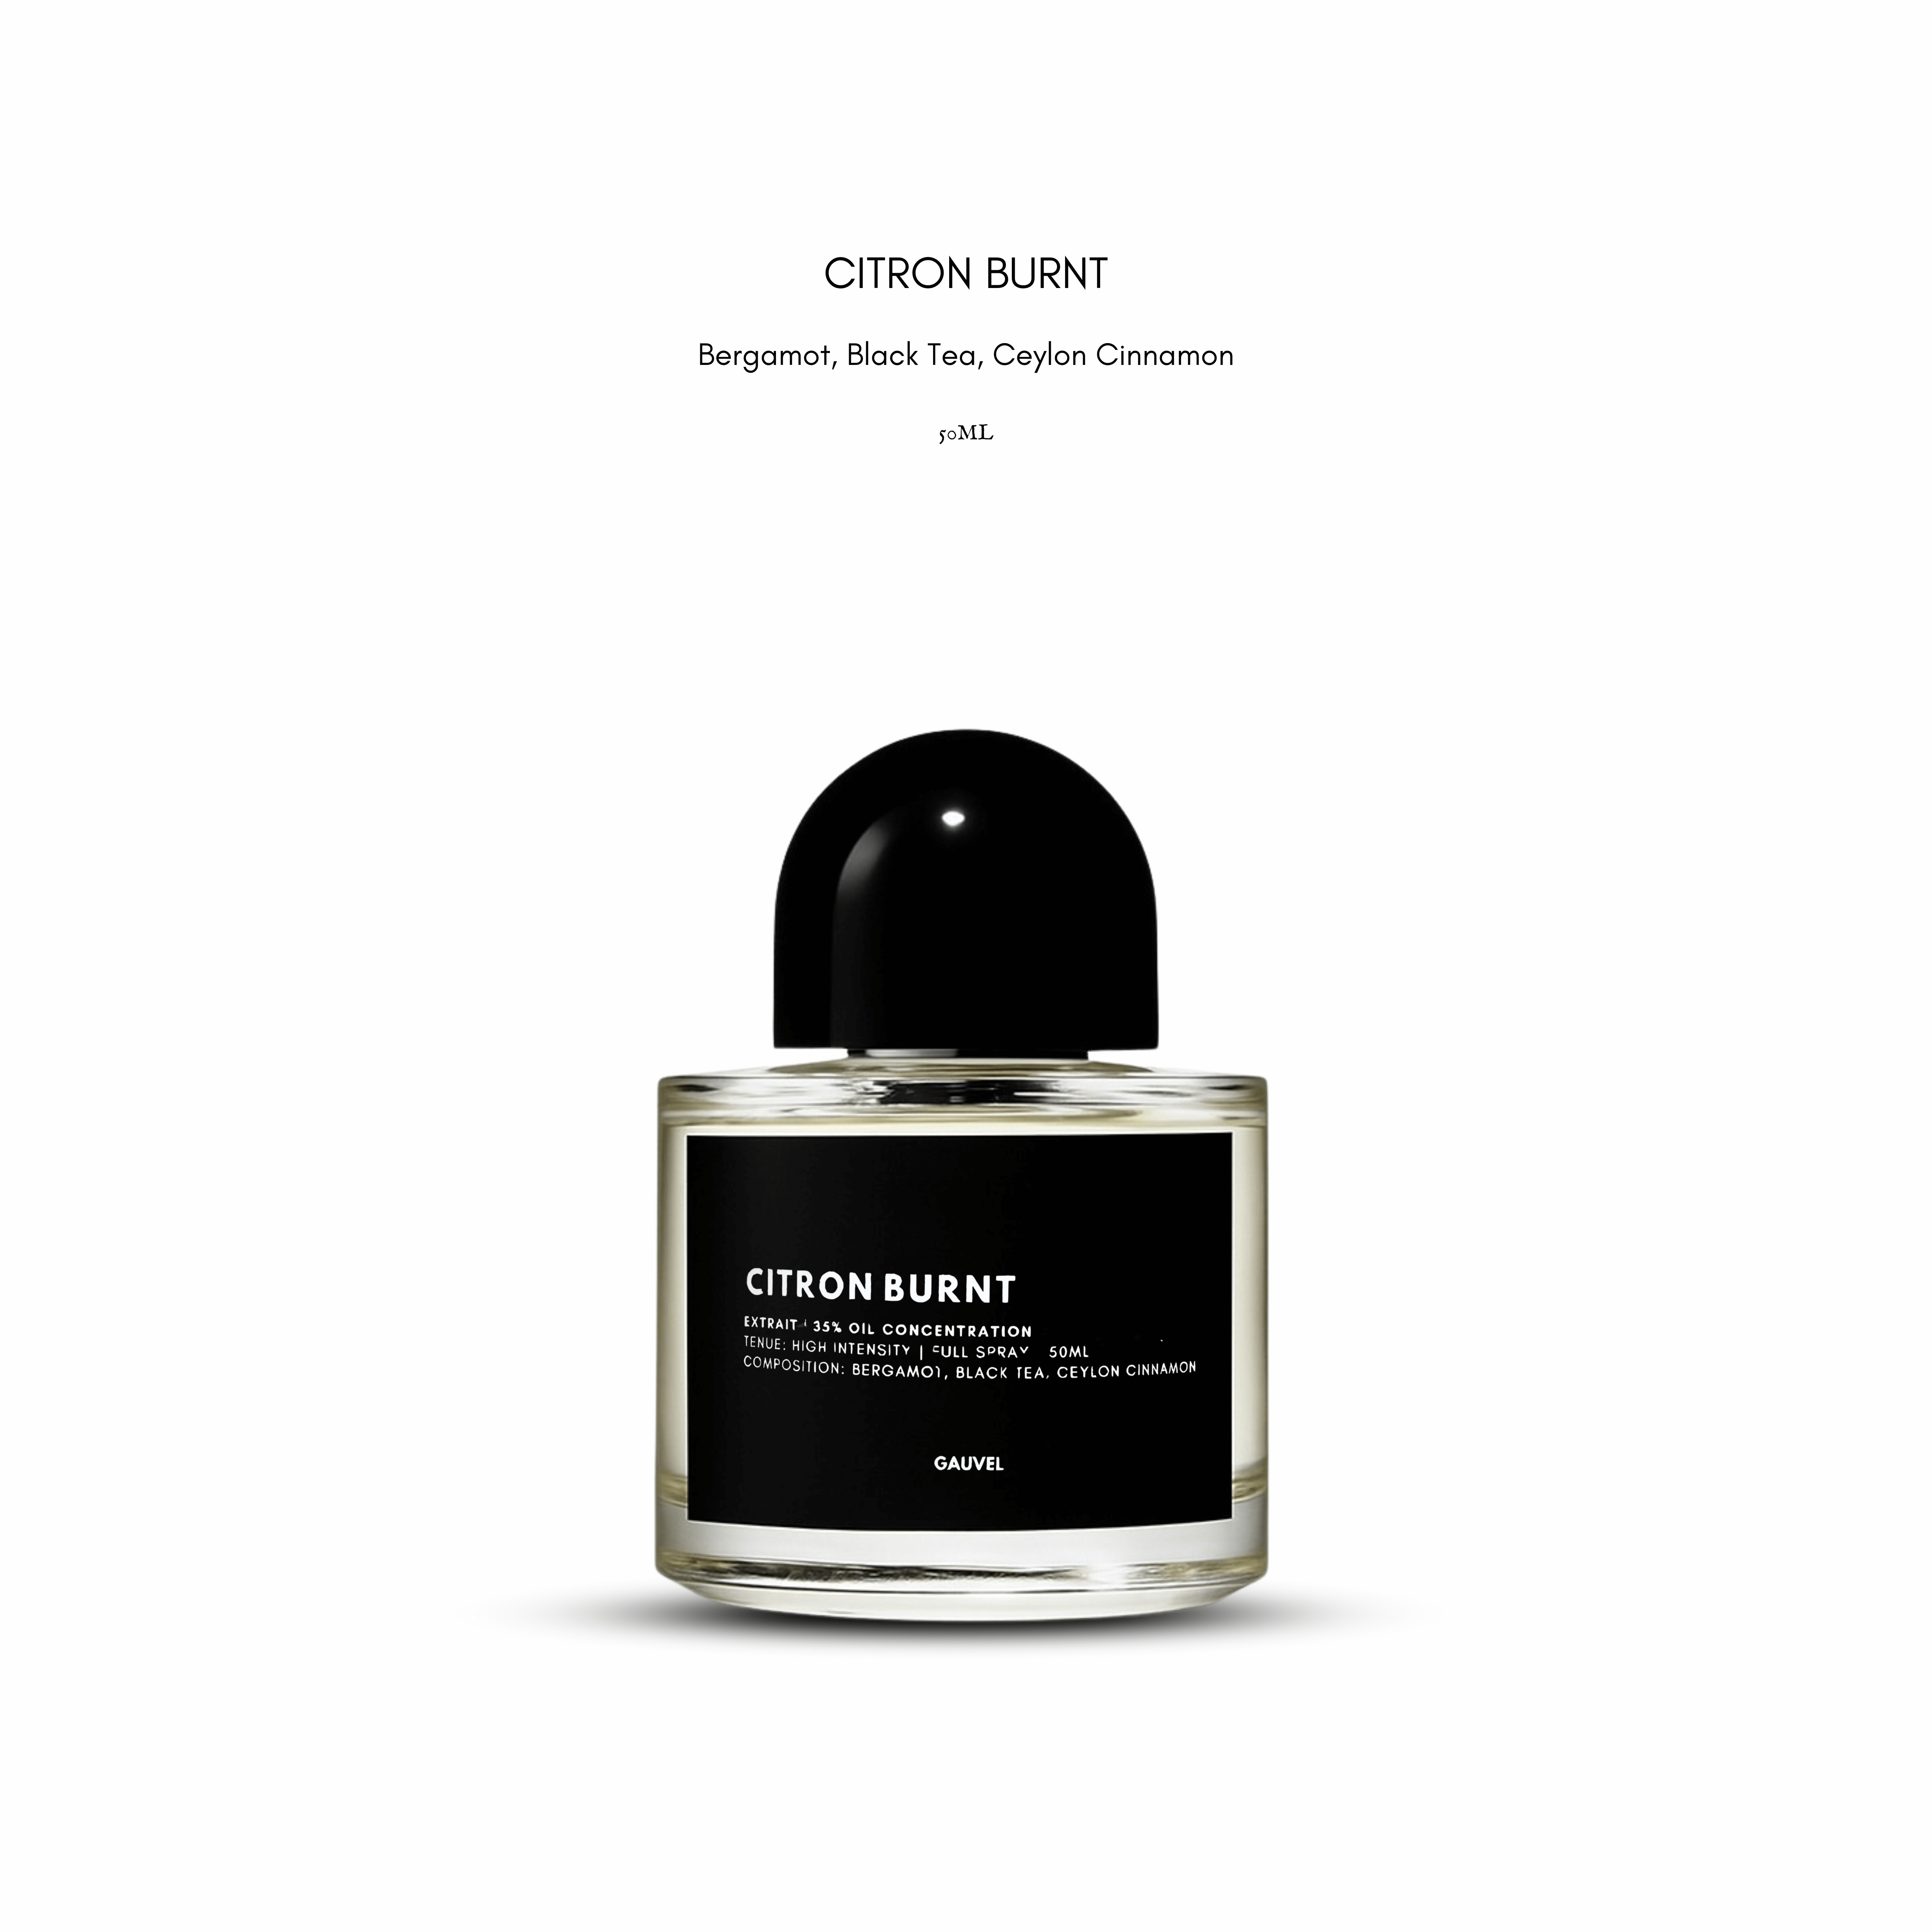 CITRON BURNT
Bergamot, Black Tea, Ceylon Cinnamon
50ML
CITRON BURNT
EXTRAIT 35% OIL CONCENTRATION
TENUE: HIGH INTENSITY | FULL SPRAY 50ML
COMPOSITION: BERGAMOT, BLACK TEA, CEYLON CINNAMON
GAUVEL